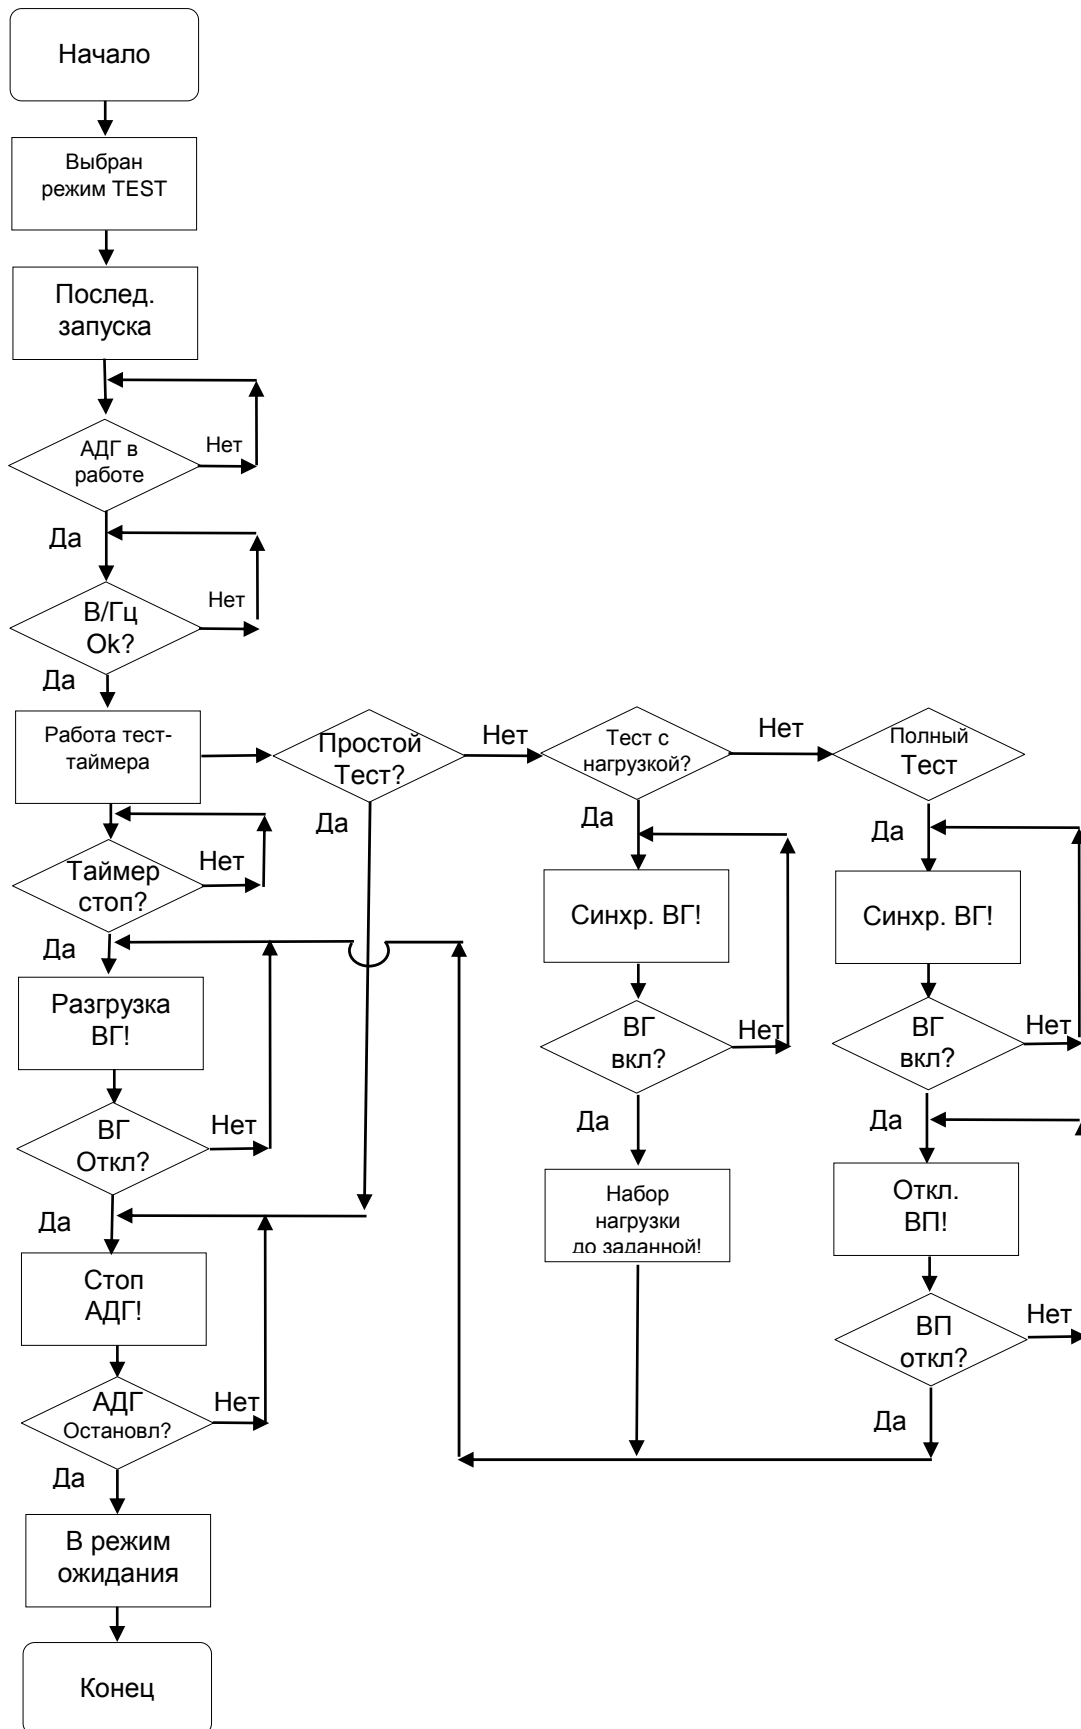 Начало
Выбран
режим TEST
Послед.
запуска
АДГ в
работе
Нет
Да
В/Гц
Ok?
Нет
Да
Работа тест-
таймера
Простой
Тест?
Нет
Тест с
нагрузкой?
Нет
Полный
Тест
Да
Да
Да
Таймер
стоп?
Нет
Синхр. ВГ!
Синхр. ВГ!
Да
Разгрузка
ВГ!
ВГ
вкл?
Нет
ВГ
вкл?
Нет
ВГ
Откл?
Нет
Да
Да
Набор
нагрузки
до заданной!
Откл.
ВП!
Да
Стоп
АДГ!
ВП
откл?
Нет
АДГ
Остановл?
Нет
Да
Да
В режим
ожидания
Конец